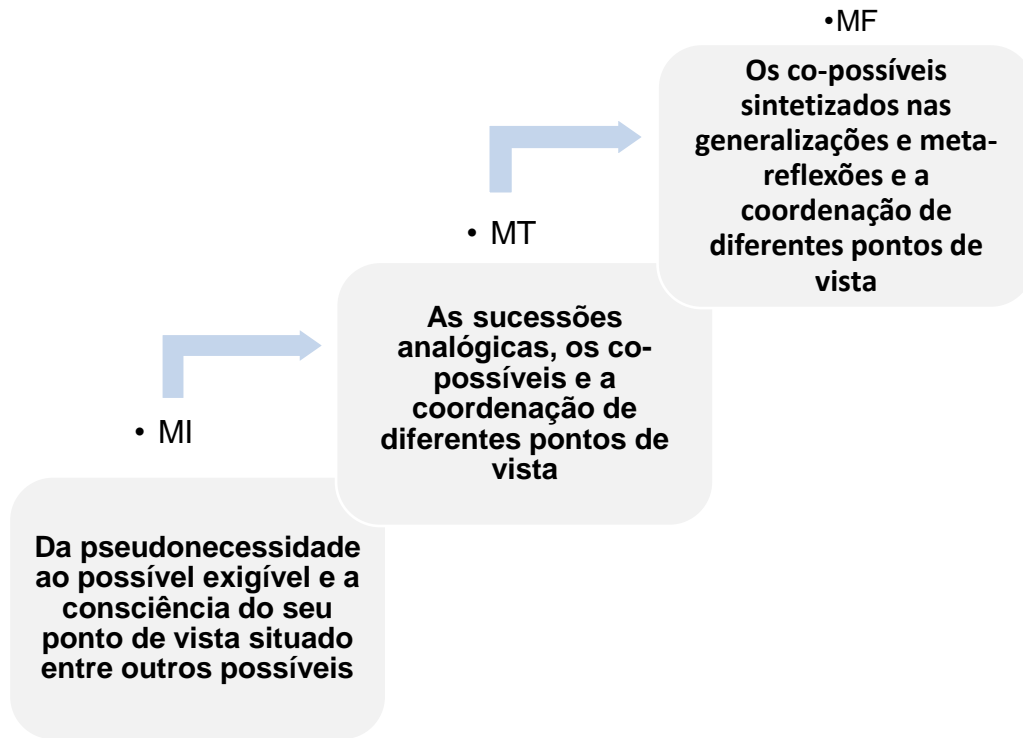 •MF
Os co-possíveis
sintetizados nas
generalizações e meta-
reflexões e a
coordenação de
diferentes pontos de
vista
• MT
As sucessões
analógicas, os co-
possíveis e a
coordenação de
diferentes pontos de
vista
• MI
Da pseudonecessidade
ao possível exigível e a
consciência do seu
ponto de vista situado
entre outros possíveis